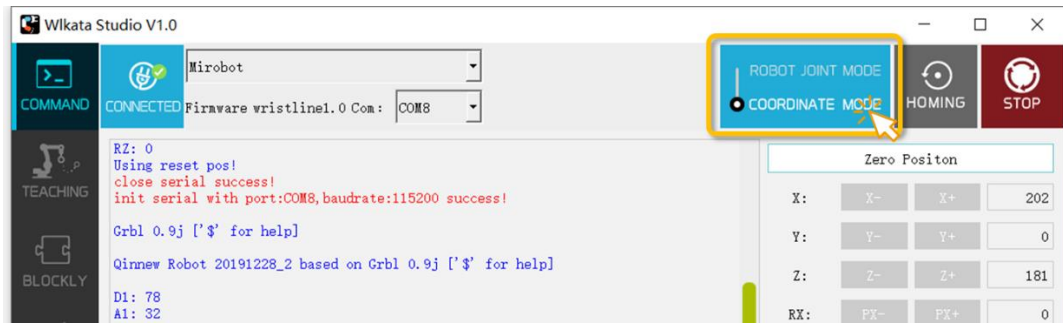 Wlkata Studio V1.0
COMMAND
CONNECTED
Mirobot
Firmware wristline1.0 Com: COM8
ROBOT JOINT MODE
COORDINATE MODE
HOMING
STOP
TEACHING
BLOCKLY
RZ: 0
Using reset pos!
close serial success!
init serial with port:COM8,baudrate:115200 success!
Grbl 0.9j ['$' for help]
Qinnew Robot 20191228_2 based on Grbl 0.9j ['$' for help]
D1: 78
A1: 32
Zero Positon
X: X- X+ 202
Y: Y- Y+ 0
Z: Z- Z+ 181
RX: PX- PX+ 0